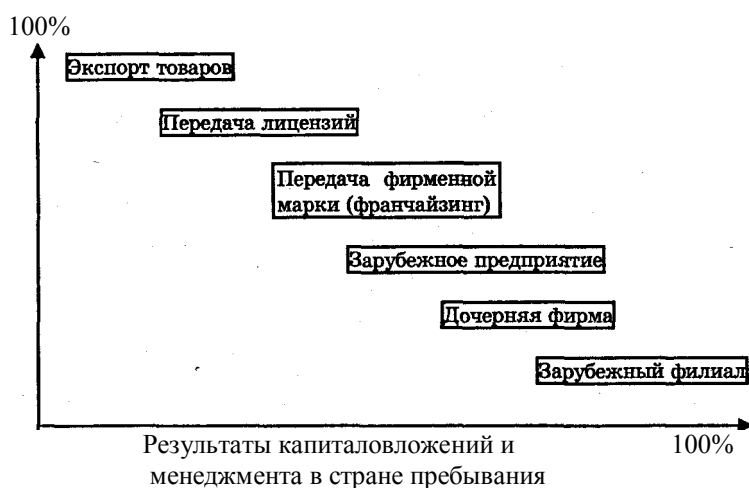 100%
Экспорт товаров
Передача лицензий
Передача фирменной
марки (франчайзинг)
Зарубежное предприятие
Дочерняя фирма
Зарубежный филиал
Результаты капиталовложений и
менеджмента в стране пребывания
100%